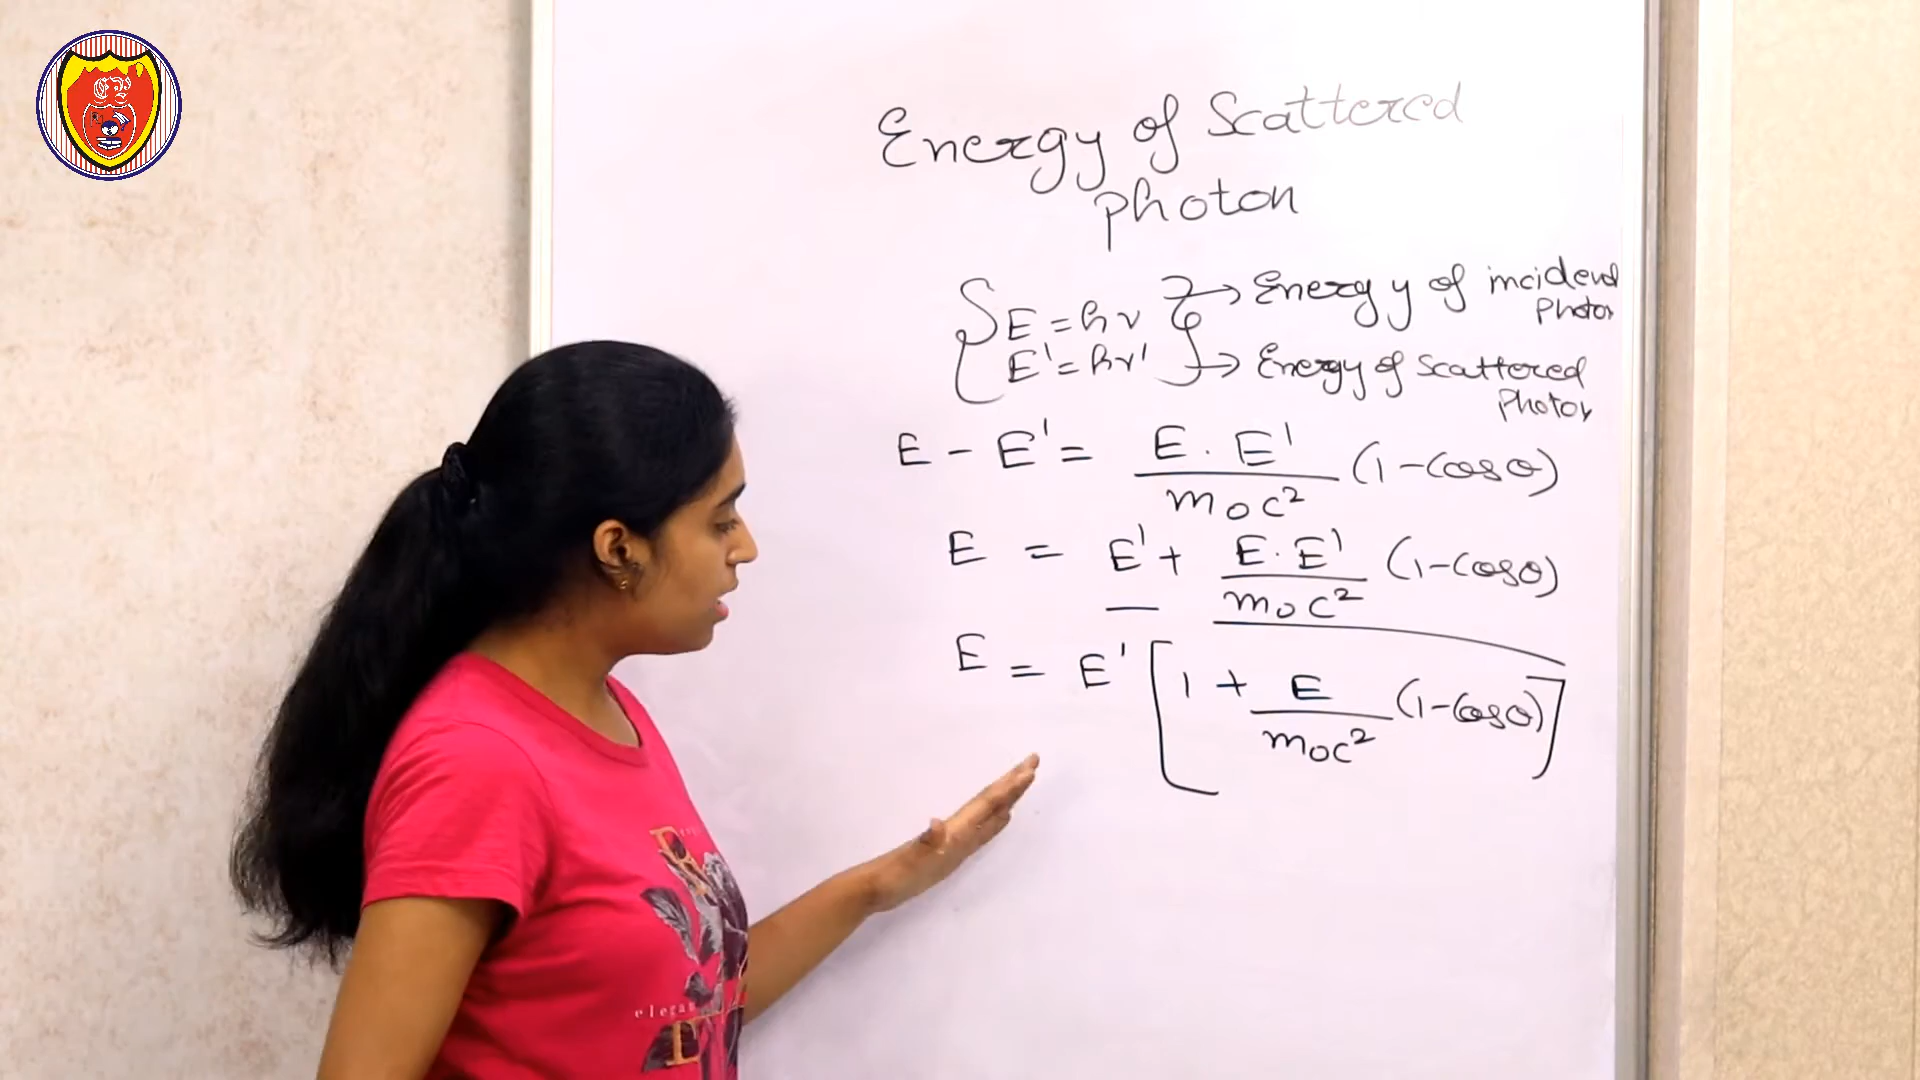 Energy of Scattered
Photon
E = hν → Energy of incident
Photon
E' = hν' → Energy of Scattered
Photon
E - E' = E . E' / m₀c² (1 - cosθ)
E = E' + E . E' / m₀c² (1 - cosθ)
E = E' [ 1 + E / m₀c² (1 - cosθ) ]
elegan